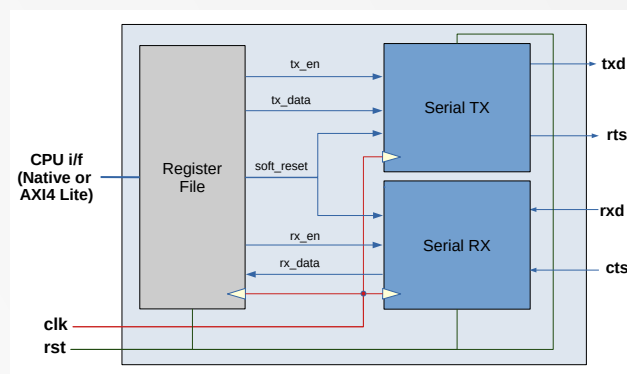 tx_en
txd
tx_data
Serial TX
rts
CPU i/f
(Native or
AXI4 Lite)
Register
File
soft_reset
rxd
rx_en
Serial RX
rx_data
cts
clk
rst